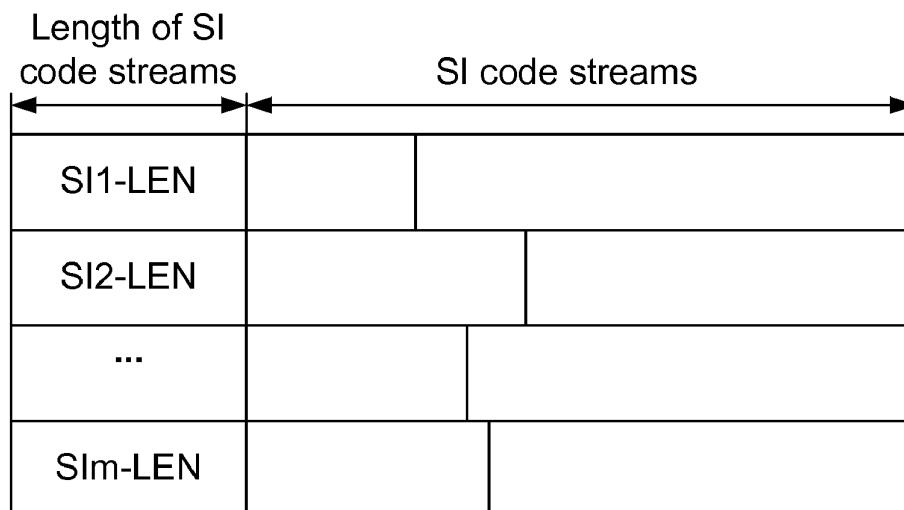 Length of SI
code streams
SI code streams
SI1-LEN
SI2-LEN
...
SIm-LEN